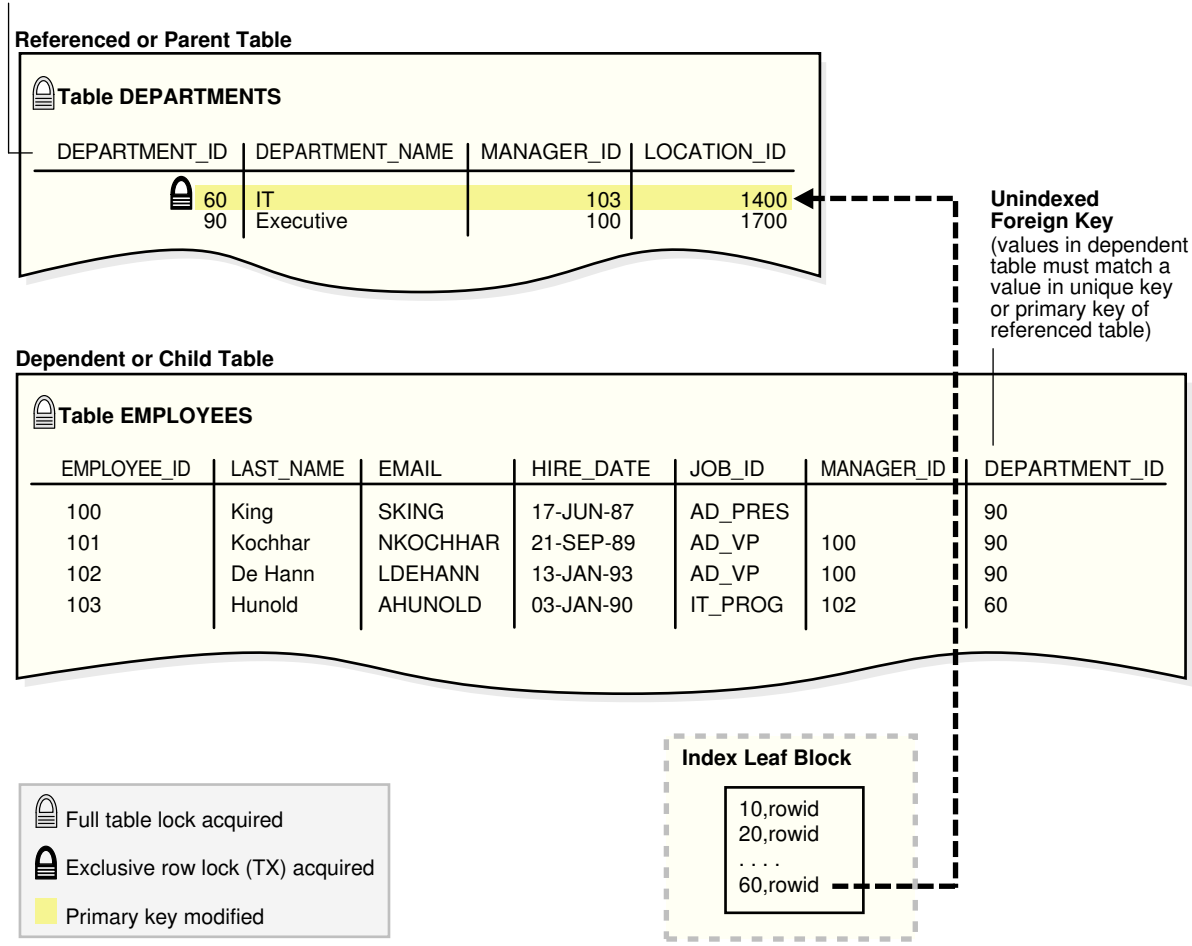 Referenced or Parent Table
Table DEPARTMENTS
DEPARTMENT_ID DEPARTMENT_NAME MANAGER_ID LOCATION_ID
60 IT 103 1400
90 Executive 100 1700
Unindexed
Foreign Key
(values in dependent
table must match a
value in unique key
or primary key of
referenced table)
Dependent or Child Table
Table EMPLOYEES
EMPLOYEE_ID LAST_NAME EMAIL HIRE_DATE JOB_ID MANAGER_ID DEPARTMENT_ID
100 King SKING 17-JUN-87 AD_PRES 90
101 Kochhar NKOCHHAR 21-SEP-89 AD_VP 100 90
102 De Hann LDEHANN 13-JAN-93 AD_VP 100 90
103 Hunold AHUNOLD 03-JAN-90 IT_PROG 102 60
Index Leaf Block
10,rowid
20,rowid
. . . .
60,rowid
Full table lock acquired
Exclusive row lock (TX) acquired
Primary key modified